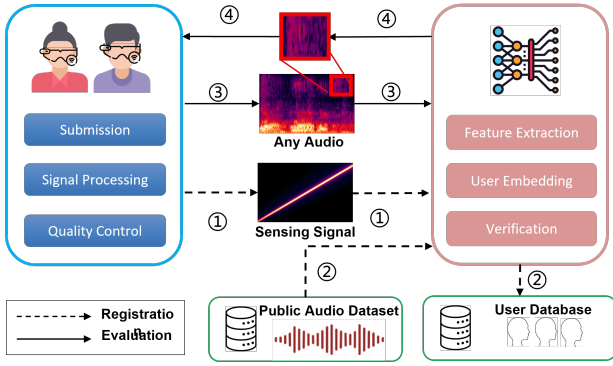 ④ ④
③ ③
Submission
Signal Processing
Quality Control
Any Audio
Feature Extraction
User Embedding
Verification
① ①
Sensing Signal
② ②
Registratio
n
Evaluation
Public Audio Dataset
User Database